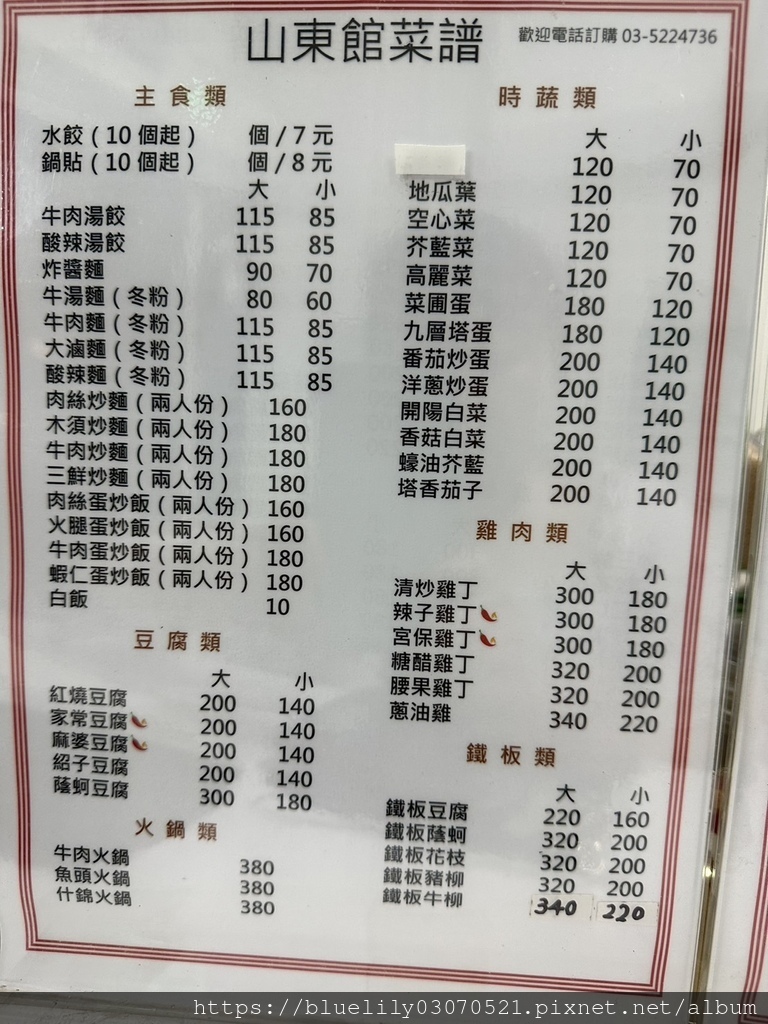 山東館菜譜
歡迎電話訂購 03-5224736
主食類
水餃（10 個起） 個 / 7 元
鍋貼（10 個起） 個 / 8 元
大 小
牛肉湯餃 115 85
酸辣湯餃 115 85
炸醬麵 90 70
牛湯麵（冬粉） 80 60
牛肉麵（冬粉） 115 85
大滷麵（冬粉） 115 85
酸辣麵（冬粉） 115 85
肉絲炒麵（兩人份） 160
木須炒麵（兩人份） 180
牛肉炒麵（兩人份） 180
三鮮炒麵（兩人份） 180
肉絲蛋炒飯（兩人份） 160
火腿蛋炒飯（兩人份） 160
牛肉蛋炒飯（兩人份） 180
蝦仁蛋炒飯（兩人份） 180
白飯 10
豆腐類
大 小
紅燒豆腐 200 140
家常豆腐 200 140
麻婆豆腐 200 140
紹子豆腐 200 140
蔭蚵豆腐 300 180
火鍋類
牛肉火鍋 380
魚頭火鍋 380
什錦火鍋 380
時蔬類
大 小
120 70
地瓜葉 120 70
空心菜 120 70
芥藍菜 120 70
高麗菜 120 70
菜圃蛋 180 120
九層塔蛋 180 120
番茄炒蛋 200 140
洋蔥炒蛋 200 140
開陽白菜 200 140
香菇白菜 200 140
蠔油芥藍 200 140
塔香茄子 200 140
雞肉類
大 小
清炒雞丁 300 180
辣子雞丁 300 180
宮保雞丁 300 180
糖醋雞丁 320 200
腰果雞丁 320 200
蔥油雞 340 220
鐵板類
大 小
鐵板豆腐 220 160
鐵板蔭蚵 320 200
鐵板花枝 320 200
鐵板豬柳 320 200
鐵板牛柳 340 220
https://bluelily03070521.pixnet.net/album